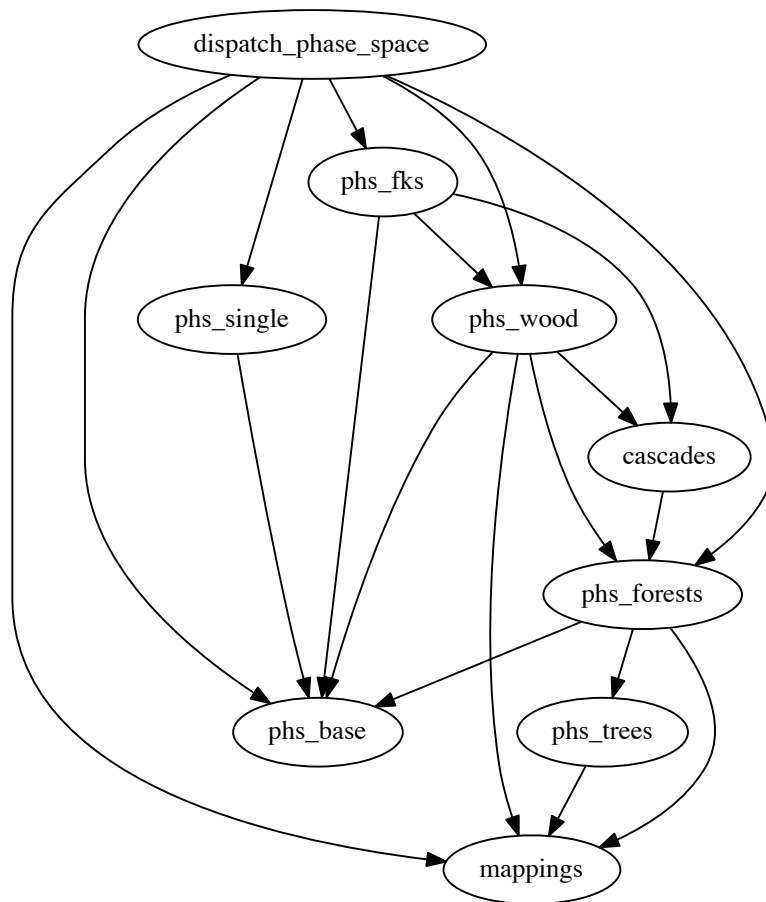 dispatch_phase_space
phs_fks
phs_single
phs_wood
cascades
phs_forests
phs_base
phs_trees
mappings